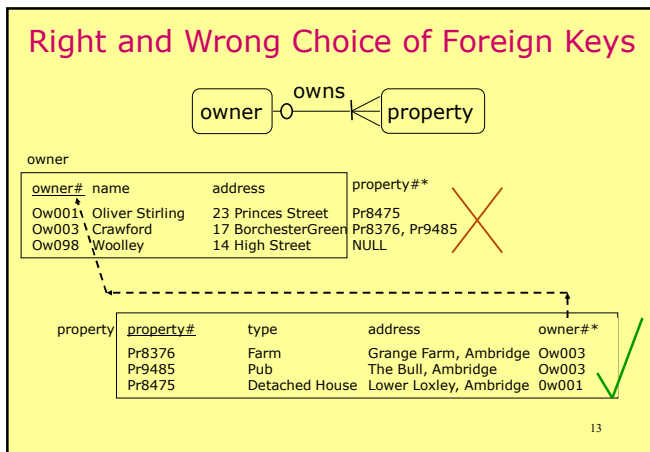 Right and Wrong Choice of Foreign Keys
owns
owner property
owner
owner# name address property#*
Ow001 Oliver Stirling 23 Princes Street Pr8475
Ow003 Crawford 17 BorchesterGreen Pr8376, Pr9485
Ow098 Woolley 14 High Street NULL
property property# type address owner#*
Pr8376 Farm Grange Farm, Ambridge Ow003
Pr9485 Pub The Bull, Ambridge Ow003
Pr8475 Detached House Lower Loxley, Ambridge 0w001
13